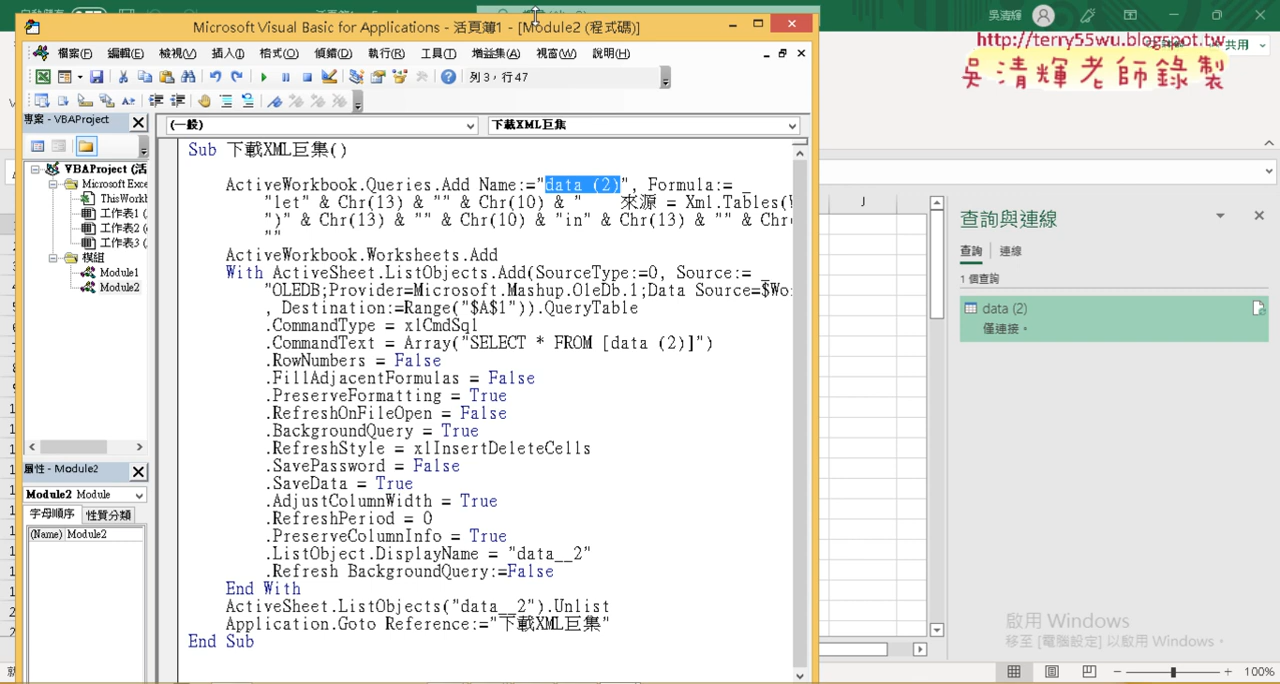 Microsoft Visual Basic for Applications - 活頁簿1 - [Module2 (程式碼)]
吳清輝
http://terry55wu.blogspot.tw
吳清輝老師錄製
共用
檔案(F) 編輯(E) 檢視(V) 插入(I) 格式(O) 偵錯(D) 執行(R) 工具(T) 增益集(A) 視窗(W) 說明(H)
列 3，行 47
專案 - VBAProject
(一般)
下載XML巨集
VBAProject (活
Microsoft Exce
ThisWorkb
工作表1 (
工作表2 (
工作表3 (
模組
Module1
Module2
屬性 - Module2
Module2 Module
字母順序 性質分類
(Name) Module2
Sub 下載XML巨集()
ActiveWorkbook.Queries.Add Name:="data (2)", Formula:= _
"let" & Chr(13) & "" & Chr(10) & "    來源 = Xml.Tables(
")" & Chr(13) & "" & Chr(10) & "in" & Chr(13) & "" & Chr
""
ActiveWorkbook.Worksheets.Add
With ActiveSheet.ListObjects.Add(SourceType:=0, Source:= _
"OLEDB;Provider=Microsoft.Mashup.OleDb.1;Data Source=$Wo
, Destination:=Range("$A$1")).QueryTable
.CommandType = xlCmdSql
.CommandText = Array("SELECT * FROM [data (2)]")
.RowNumbers = False
.FillAdjacentFormulas = False
.PreserveFormatting = True
.RefreshOnFileOpen = False
.BackgroundQuery = True
.RefreshStyle = xlInsertDeleteCells
.SavePassword = False
.SaveData = True
.AdjustColumnWidth = True
.RefreshPeriod = 0
.PreserveColumnInfo = True
.ListObject.DisplayName = "data__2"
.Refresh BackgroundQuery:=False
End With
ActiveSheet.ListObjects("data__2").Unlist
Application.Goto Reference:="下載XML巨集"
End Sub
J
查詢與連線
查詢 連線
1 個查詢
data (2)
僅連接。
啟用 Windows
移至 [電腦設定] 以啟用 Windows。
100%